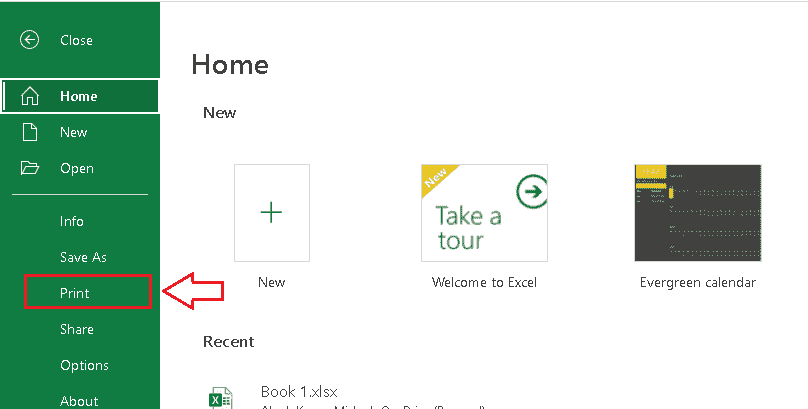 Close
Home
New
Open
Info
Save As
Print
Share
Options
About
Home
New
New
Take a
tour
New
Welcome to Excel
Evergreen calendar
Recent
Book 1.xlsx